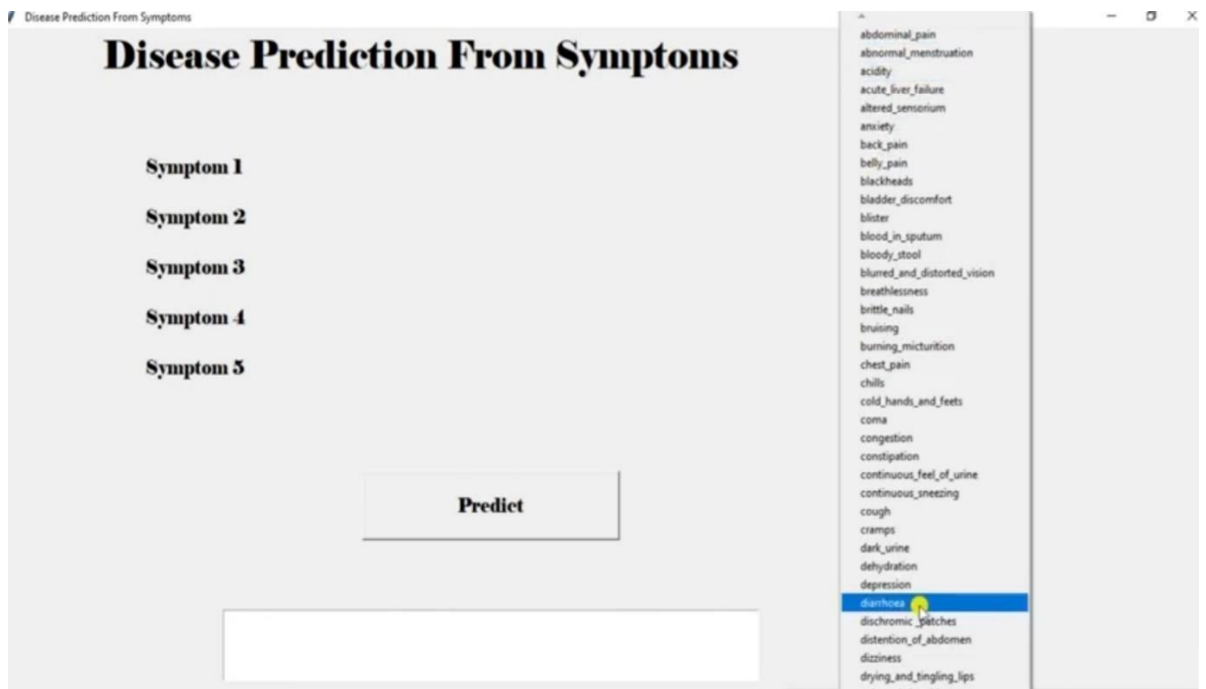 Disease Prediction From Symptoms
Disease Prediction From Symptoms
Symptom 1
Symptom 2
Symptom 3
Symptom 4
Symptom 5
Predict
abdominal_pain
abnormal_menstruation
acidity
acute_liver_failure
altered_sensorium
anxiety
back_pain
belly_pain
blackheads
bladder_discomfort
blister
blood_in_sputum
bloody_stool
blurred_and_distorted_vision
breathlessness
brittle_nails
bruising
burning_micturition
chest_pain
chills
cold_hands_and_feets
coma
congestion
constipation
continuous_feel_of_urine
continuous_sneezing
cough
cramps
dark_urine
dehydration
depression
diarrhoea
dischromic _patches
distention_of_abdomen
dizziness
drying_and_tingling_lips